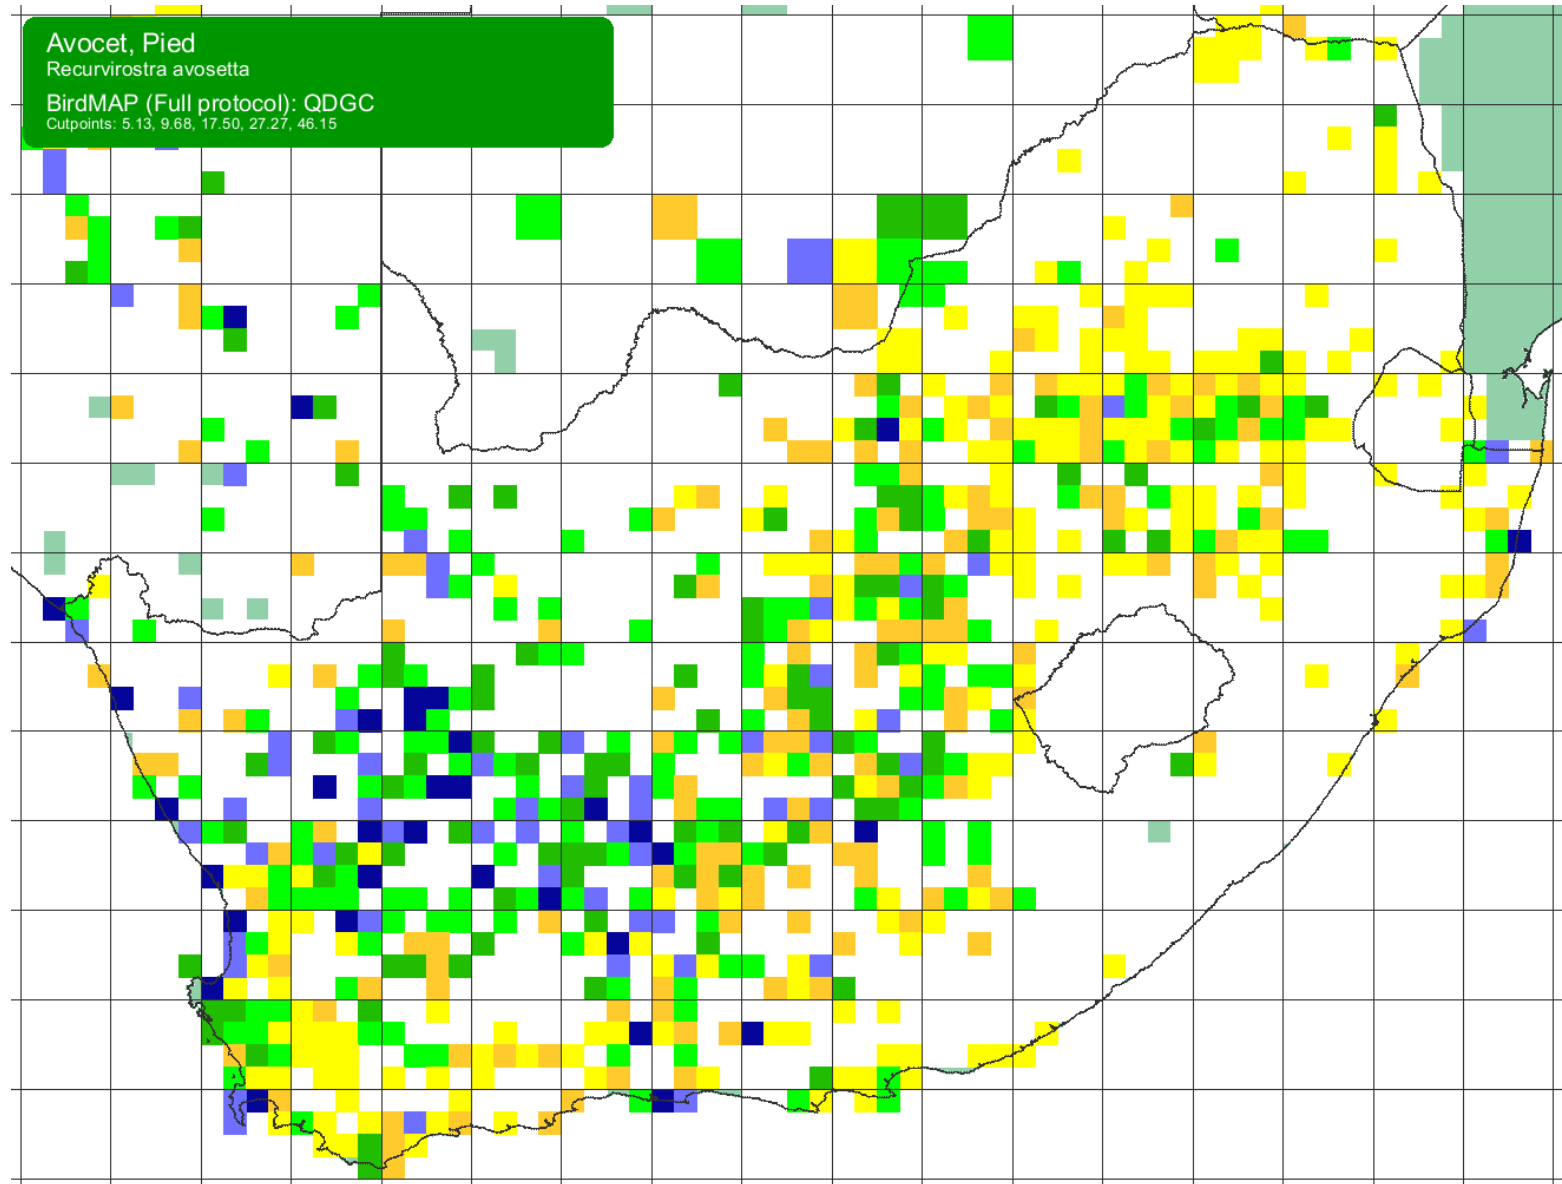 Avocet, Pied
Recurvirostra avosetta
BirdMAP (Full protocol): QDGC
Cutpoints: 5.13, 9.68, 17.50, 27.27, 46.15